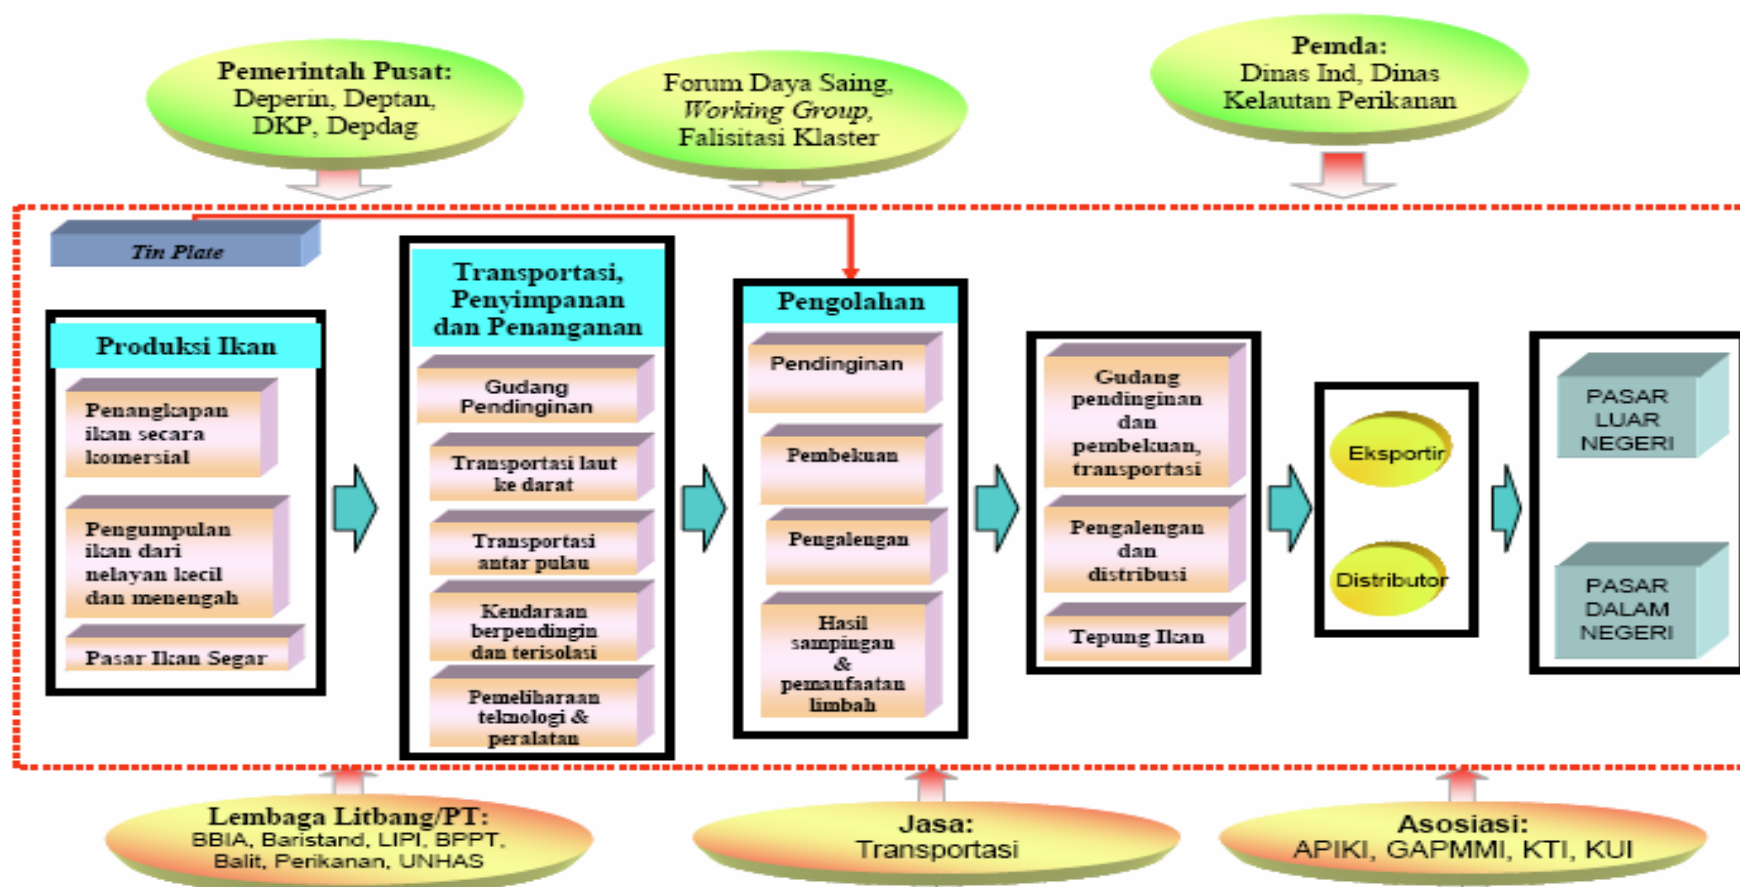 Pemerintah Pusat:
Deperin, Deptan,
DKP, Depdag
Forum Daya Saing,
Working Group,
Falisitasi Klaster
Pemda:
Dinas Ind, Dinas
Kelautan Perikanan
Tin Plate
Produksi Ikan
Penangkapan
ikan secara
komersial
Pengumpulan
ikan dari
nelayan kecil
dan menengah
Pasar Ikan Segar
Transportasi,
Penyimpanan
dan Penanganan
Gudang
Pendinginan
Transportasi laut
ke darat
Transportasi
antar pulau
Kendaraan
berpendingin
dan terisolasi
Pemeliharaan
teknologi &
peralatan
Pengolahan
Pendinginan
Pembekuan
Pengalengan
Hasil
sampingan
&
pemanfaatan
limbah
Gudang
pendinginan
dan
pembekuan,
transportasi
Pengalengan
dan
distribusi
Tepung Ikan
Eksportir
Distributor
PASAR
LUAR
NEGERI
PASAR
DALAM
NEGERI
Lembaga Litbang/PT:
BBIA, Baristand, LIPI, BPPT,
Balit, Perikanan, UNHAS
Jasa:
Transportasi
Asosiasi:
APIKI, GAPMMI, KTI, KUI